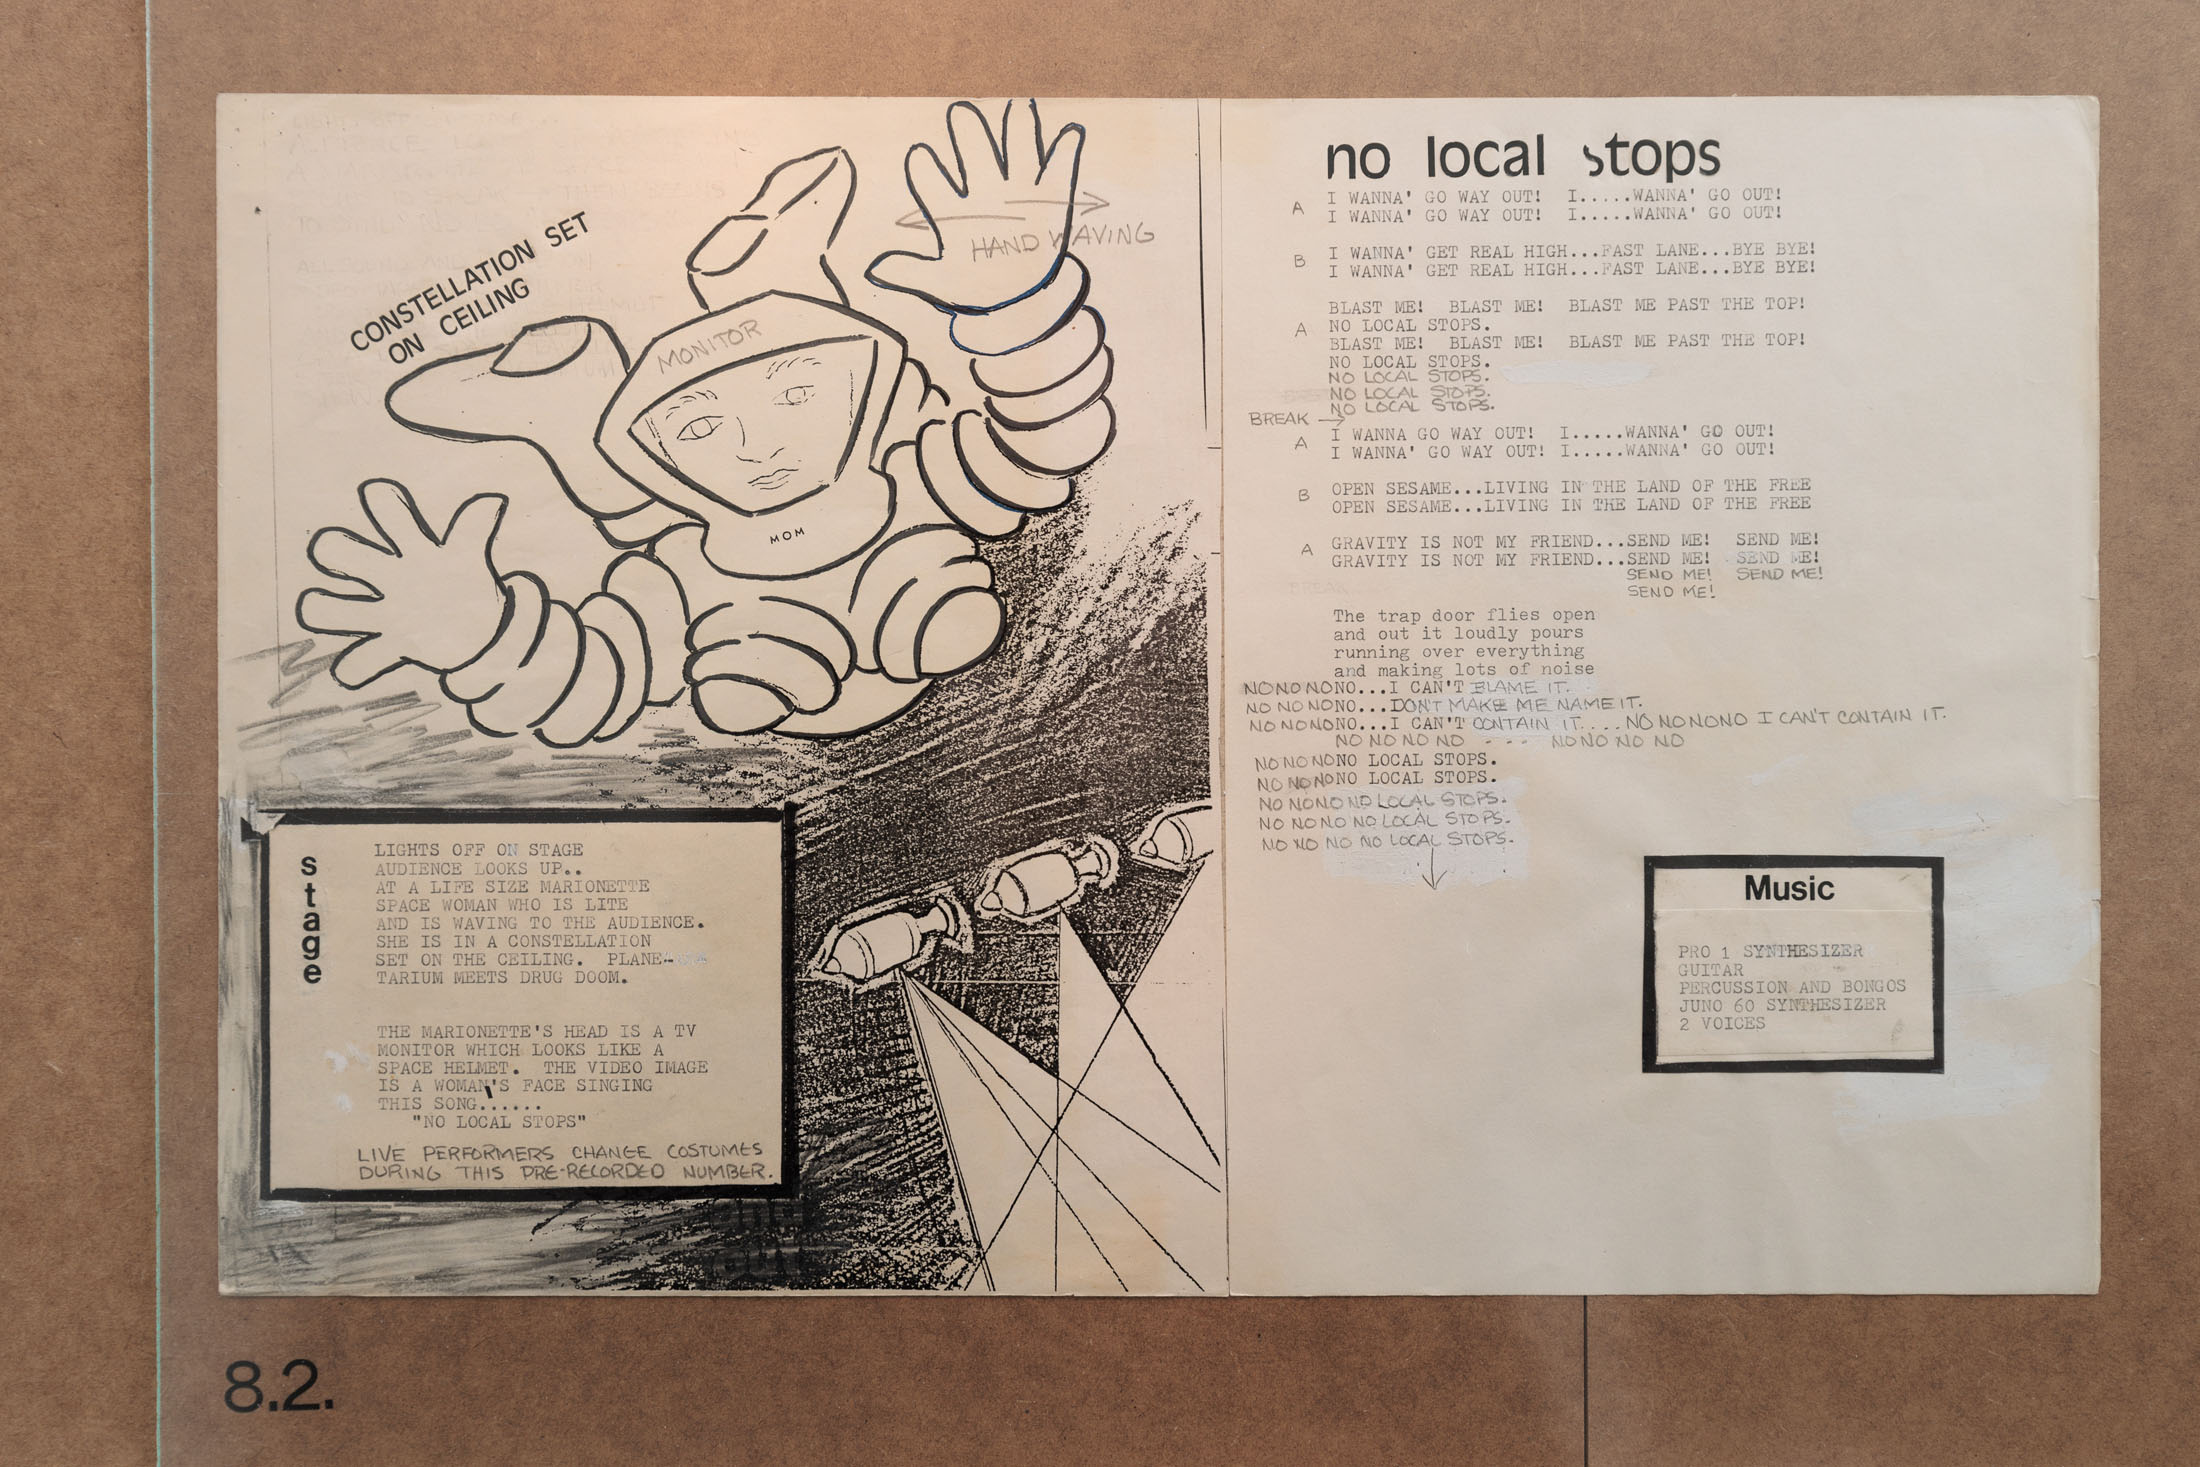 CONSTELLATION SET
ON CEILING
HAND WAVING
MONITOR
MOM
stage
LIGHTS OFF ON STAGE
AUDIENCE LOOKS UP..
AT A LIFE SIZE MARIONETTE
SPACE WOMAN WHO IS LITE
AND IS WAVING TO THE AUDIENCE.
SHE IS IN A CONSTELLATION
SET ON THE CEILING. PLANE-
TARIUM MEETS DRUG DOOM.
THE MARIONETTE'S HEAD IS A TV
MONITOR WHICH LOOKS LIKE A
SPACE HELMET. THE VIDEO IMAGE
IS A WOMAN'S FACE SINGING
THIS SONG......
"NO LOCAL STOPS"
LIVE PERFORMERS CHANGE COSTUMES
DURING THIS PRE-RECORDED NUMBER.
no local stops
I WANNA' GO WAY OUT! I.....WANNA' GO OUT!
A
I WANNA' GO WAY OUT! I.....WANNA' GO OUT!
I WANNA' GET REAL HIGH...FAST LANE...BYE BYE!
B
I WANNA' GET REAL HIGH...FAST LANE...BYE BYE!
BLAST ME! BLAST ME! BLAST ME PAST THE TOP!
A NO LOCAL STOPS.
BLAST ME! BLAST ME! BLAST ME PAST THE TOP!
NO LOCAL STOPS.
NO LOCAL STOPS.
NO LOCAL STOPS.
NO LOCAL STOPS.
BREAK →
I WANNA GO WAY OUT! I.....WANNA' GO OUT!
A
I WANNA' GO WAY OUT! I.....WANNA' GO OUT!
B OPEN SESAME...LIVING IN THE LAND OF THE FREE
OPEN SESAME...LIVING IN THE LAND OF THE FREE
A GRAVITY IS NOT MY FRIEND...SEND ME! SEND ME!
GRAVITY IS NOT MY FRIEND...SEND ME! SEND ME!
SEND ME! SEND ME!
SEND ME!
BREAK
The trap door flies open
and out it loudly pours
running over everything
and making lots of noise
NO NO NO NO...I CAN'T BLAME IT.
NO NO NO NO...DON'T MAKE ME NAME IT.
NO NO NO NO...I CAN'T CONTAIN IT.... NO NO NO NO I CAN'T CONTAIN IT.
NO NO NO NO - - - NO NO NO NO
NO NO NO NO LOCAL STOPS.
NO NO NO NO LOCAL STOPS.
NO NO NO NO LOCAL STOPS.
NO NO NO NO LOCAL STOPS.
NO NO NO NO LOCAL STOPS.
Music
PRO 1 SYNTHESIZER
GUITAR
PERCUSSION AND BONGOS
JUNO 60 SYNTHESIZER
2 VOICES
8.2.